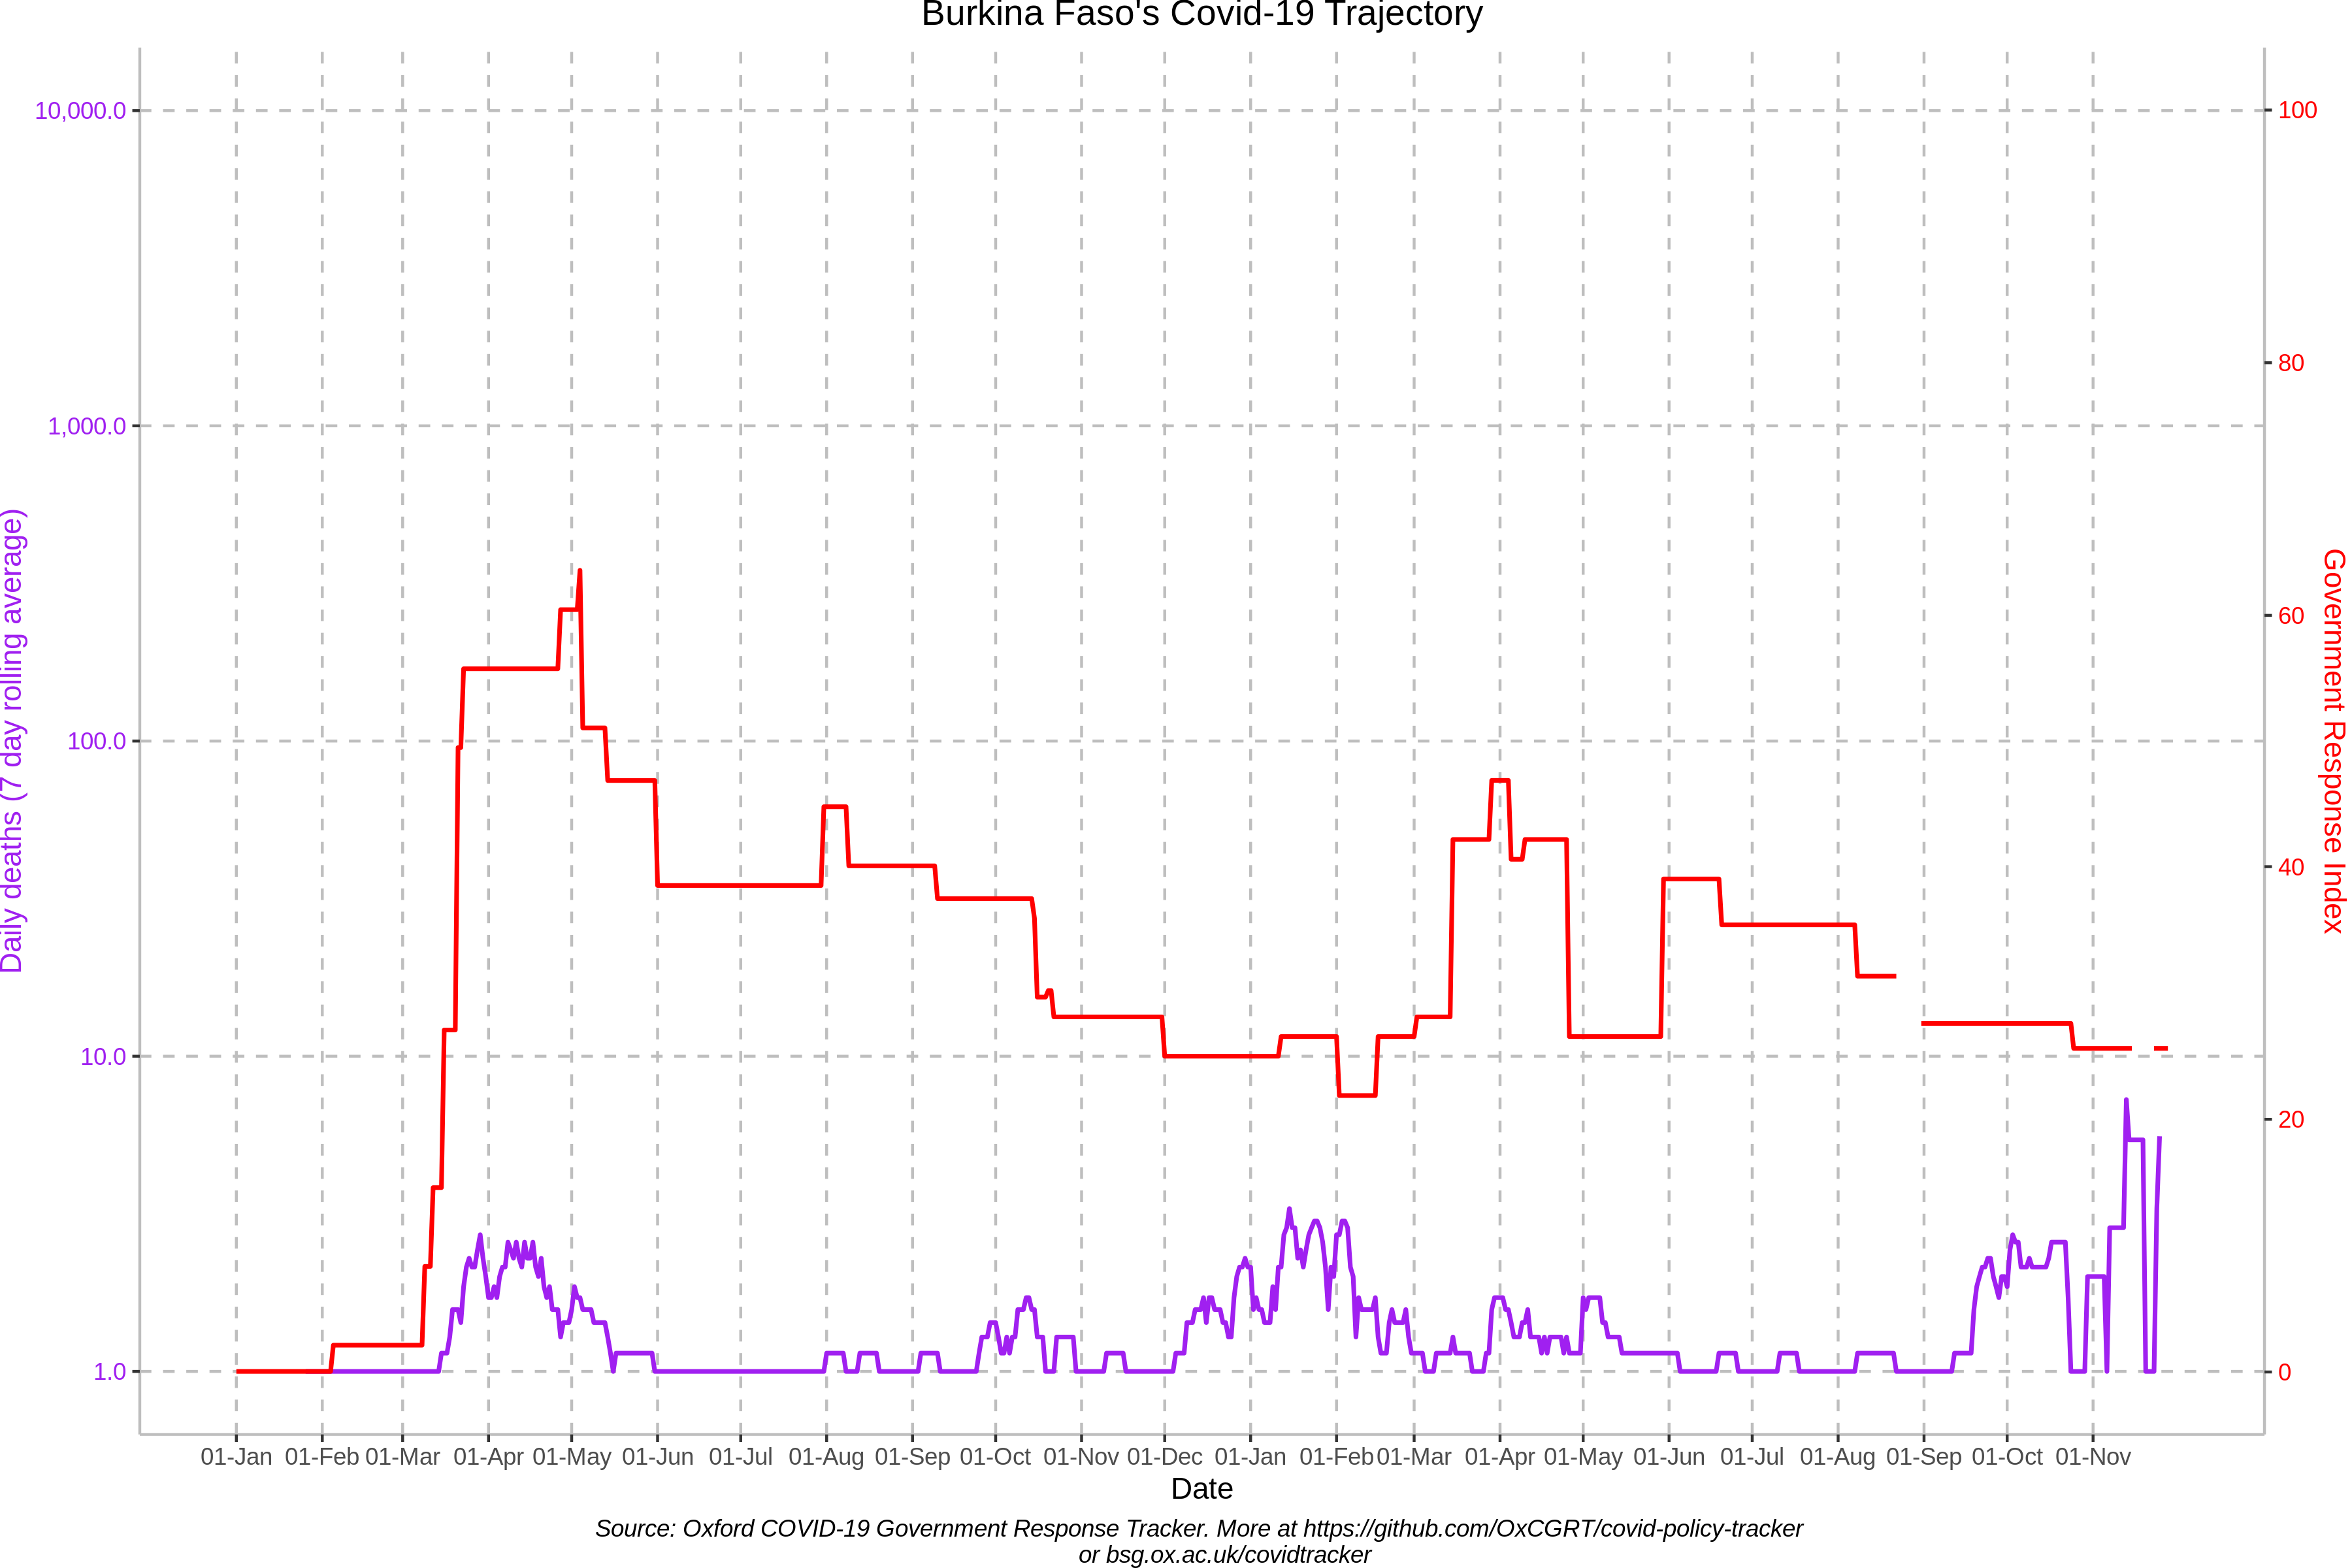 Burkina Faso's Covid-19 Trajectory
10,000.0
1,000.0
100.0
10.0
1.0
Daily deaths (7 day rolling average)
100
80
60
40
20
0
Government Response Index
01-Jan 01-Feb 01-Mar 01-Apr 01-May 01-Jun 01-Jul 01-Aug 01-Sep 01-Oct 01-Nov 01-Dec 01-Jan 01-Feb 01-Mar 01-Apr 01-May 01-Jun 01-Jul 01-Aug 01-Sep 01-Oct 01-Nov
Date
Source: Oxford COVID-19 Government Response Tracker. More at https://github.com/OxCGRT/covid-policy-tracker
or bsg.ox.ac.uk/covidtracker